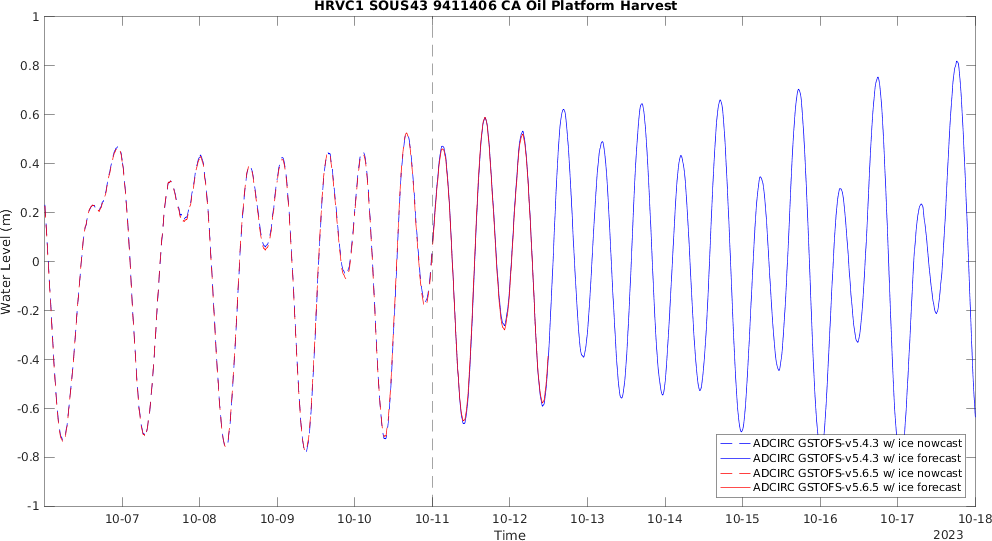 HRVC1 SOUS43 9411406 CA Oil Platform Harvest
1
0.8
0.6
0.4
0.2
0
-0.2
-0.4
-0.6
-0.8
-1
Water Level (m)
10-07 10-08 10-09 10-10 10-11 10-12 10-13 10-14 10-15 10-16 10-17 10-18
Time
2023
ADCIRC GSTOFS-v5.4.3 w/ ice nowcast
ADCIRC GSTOFS-v5.4.3 w/ ice forecast
ADCIRC GSTOFS-v5.6.5 w/ ice nowcast
ADCIRC GSTOFS-v5.6.5 w/ ice forecast